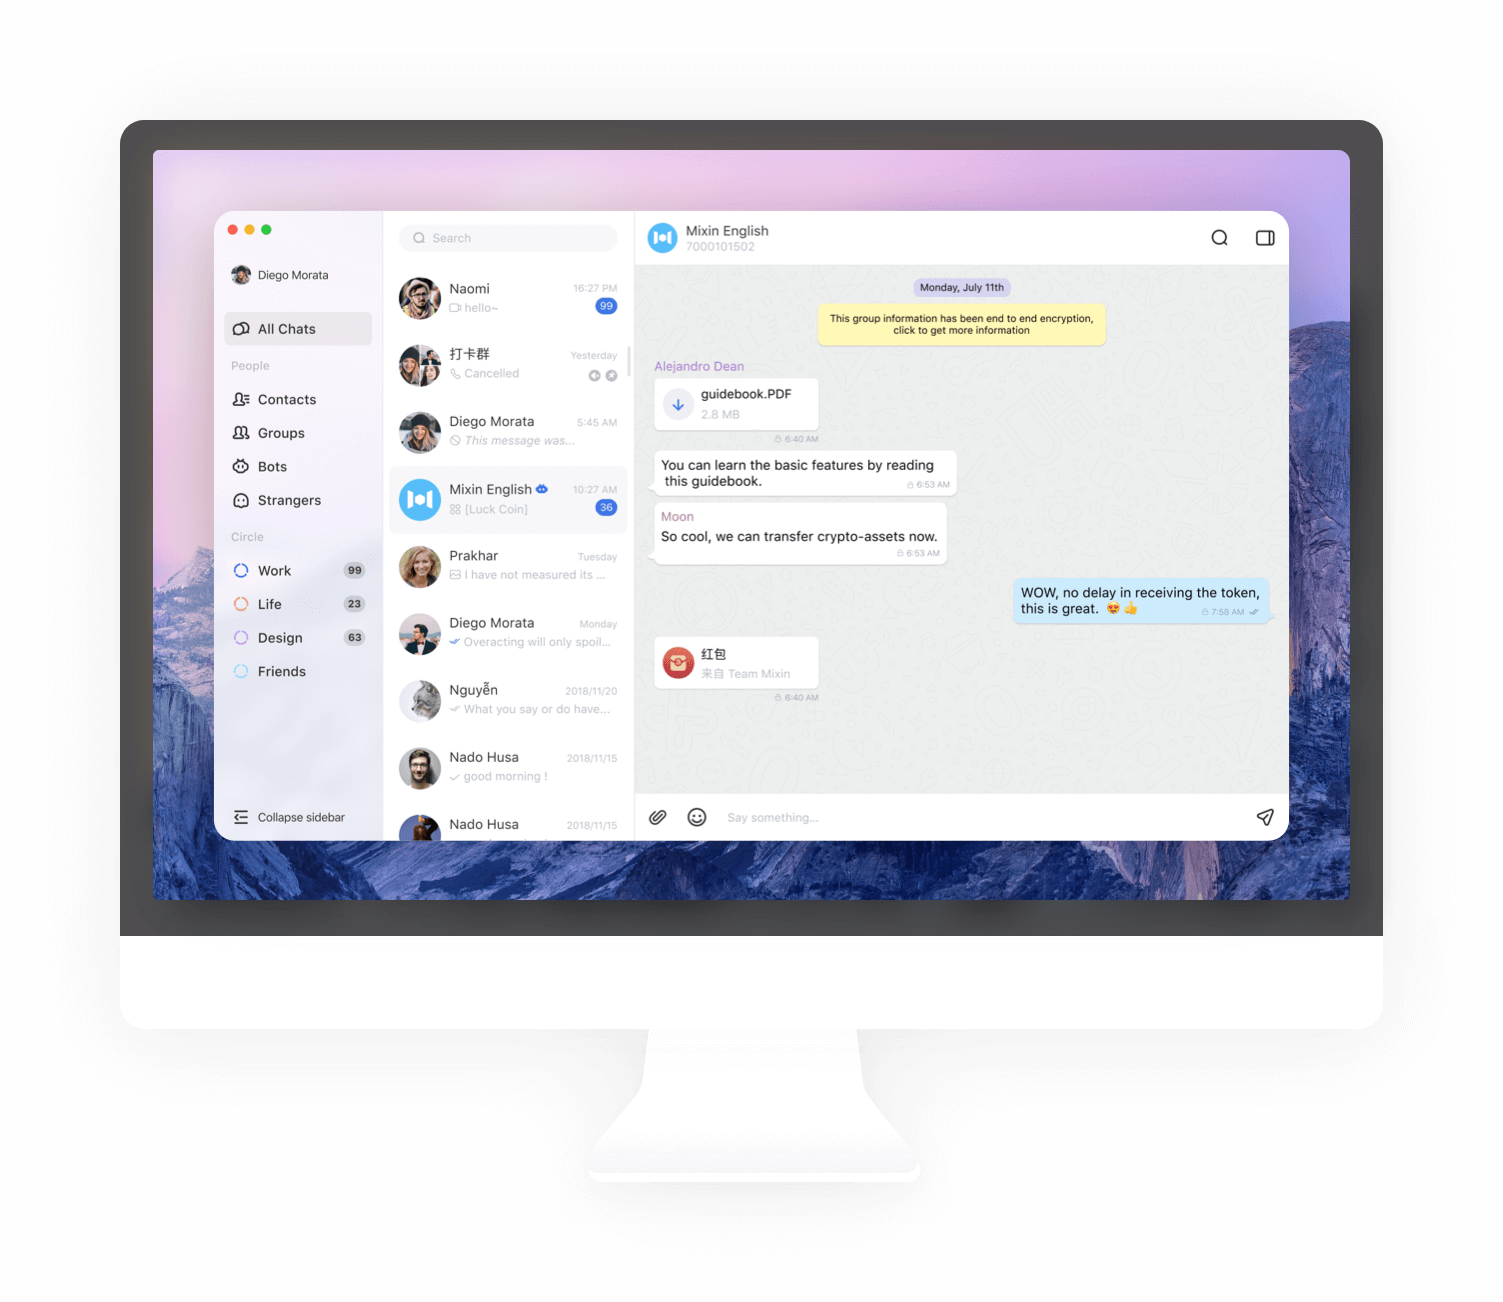 Diego Morata
All Chats
People
Contacts
Groups
Bots
Strangers
Circle
Work 99
Life 23
Design 63
Friends
Collapse sidebar
Search
Naomi 16:27 PM
hello~ 99
打卡群 Yesterday
Cancelled
Diego Morata 5:45 AM
This message was...
Mixin English 10:27 AM
[Luck Coin] 36
Prakhar Tuesday
I have not measured its ...
Diego Morata Monday
Overacting will only spoil...
Nguyễn 2018/11/20
What you say or do have...
Nado Husa 2018/11/15
good morning !
Nado Husa 2018/11/15
Mixin English
7000101502
Monday, July 11th
This group information has been end to end encryption,
click to get more information
Alejandro Dean
guidebook.PDF
2.8 MB
6:40 AM
You can learn the basic features by reading
this guidebook. 6:53 AM
Moon
So cool, we can transfer crypto-assets now.
6:53 AM
WOW, no delay in receiving the token,
this is great. 😍 👍 7:58 AM
红包
来自 Team Mixin
6:40 AM
Say something...